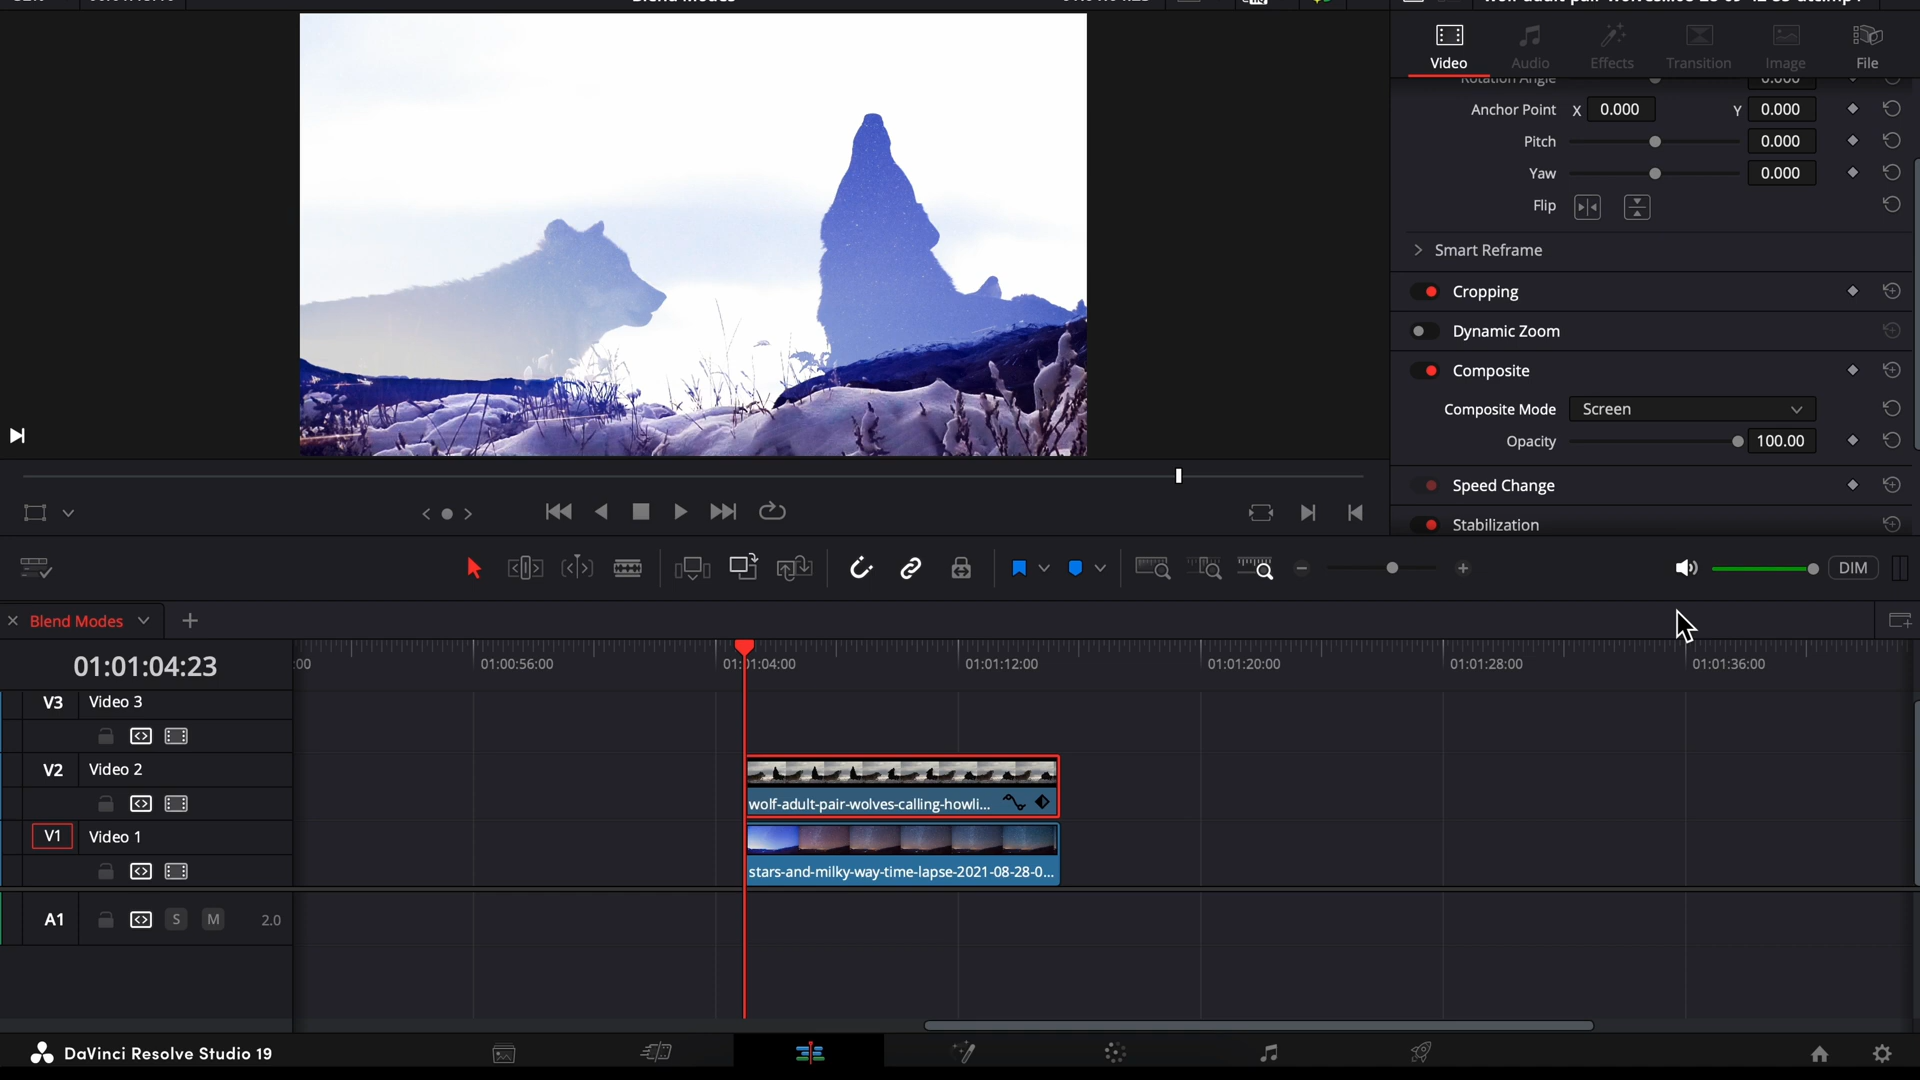 Blend Modes
Video
Audio
Effects
Transition
Image
File
Rotation Angle
0.000
Anchor Point X 0.000 Y 0.000
Pitch 0.000
Yaw 0.000
Flip
Smart Reframe
Cropping
Dynamic Zoom
Composite
Composite Mode Screen
Opacity 100.00
Speed Change
Stabilization
DIM
Blend Modes
01:01:04:23
:00
01:00:56:00
01:01:04:00
01:01:12:00
01:01:20:00
01:01:28:00
01:01:36:00
V3 Video 3
V2 Video 2
wolf-adult-pair-wolves-calling-howli...
V1 Video 1
stars-and-milky-way-time-lapse-2021-08-28-0...
A1 S M 2.0
DaVinci Resolve Studio 19